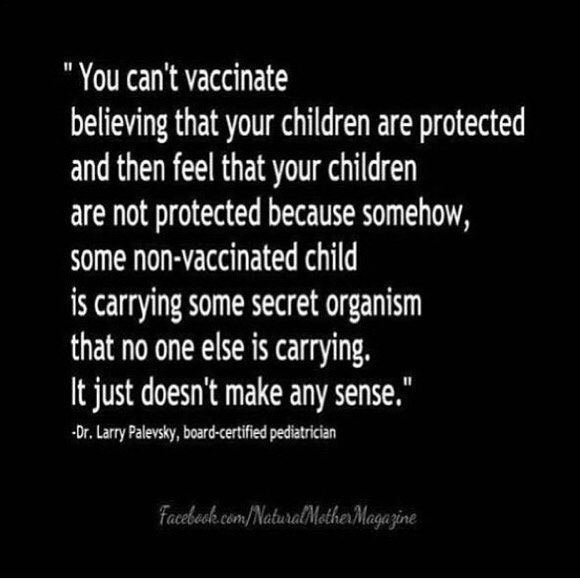 " You can't vaccinate
believing that your children are protected
and then feel that your children
are not protected because somehow,
some non-vaccinated child
is carrying some secret organism
that no one else is carrying.
It just doesn't make any sense."
-Dr. Larry Palevsky, board-certified pediatrician
Facebook.com/NaturalMotherMagazine